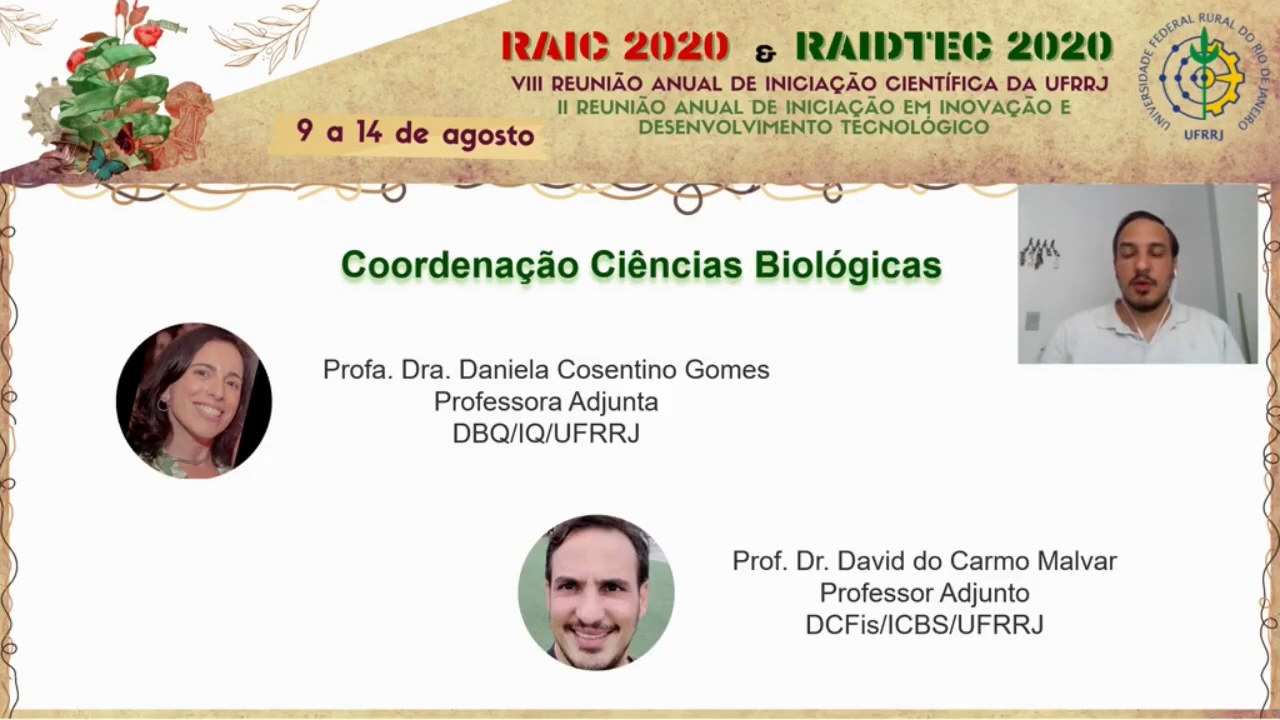 RAIC 2020 & RAIDTEC 2020
VIII REUNIÃO ANUAL DE INICIAÇÃO CIENTÍFICA DA UFRRJ
II REUNIÃO ANUAL DE INICIAÇÃO EM INOVAÇÃO E
DESENVOLVIMENTO TECNOLÓGICO
9 a 14 de agosto
UNIVERSIDADE FEDERAL RURAL DO RIO DE JANEIRO
UFRRJ
Coordenação Ciências Biológicas
Profa. Dra. Daniela Cosentino Gomes
Professora Adjunta
DBQ/IQ/UFRRJ
Prof. Dr. David do Carmo Malvar
Professor Adjunto
DCFis/ICBS/UFRRJ